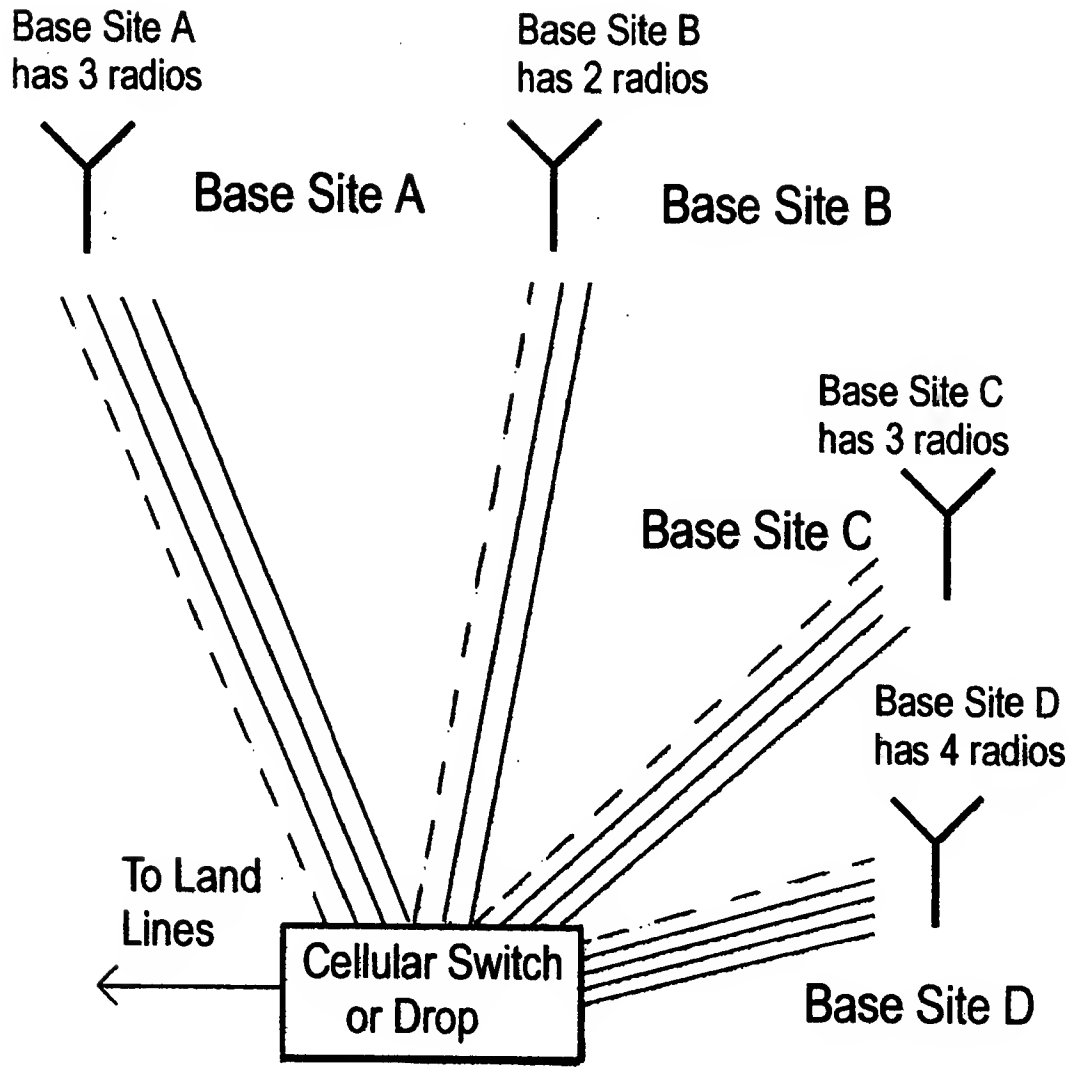 Base Site A
has 3 radios
Base Site B
has 2 radios
Base Site A
Base Site B
Base Site C
has 3 radios
Base Site C
Base Site D
has 4 radios
To Land
Lines
Cellular Switch
or Drop
Base Site D